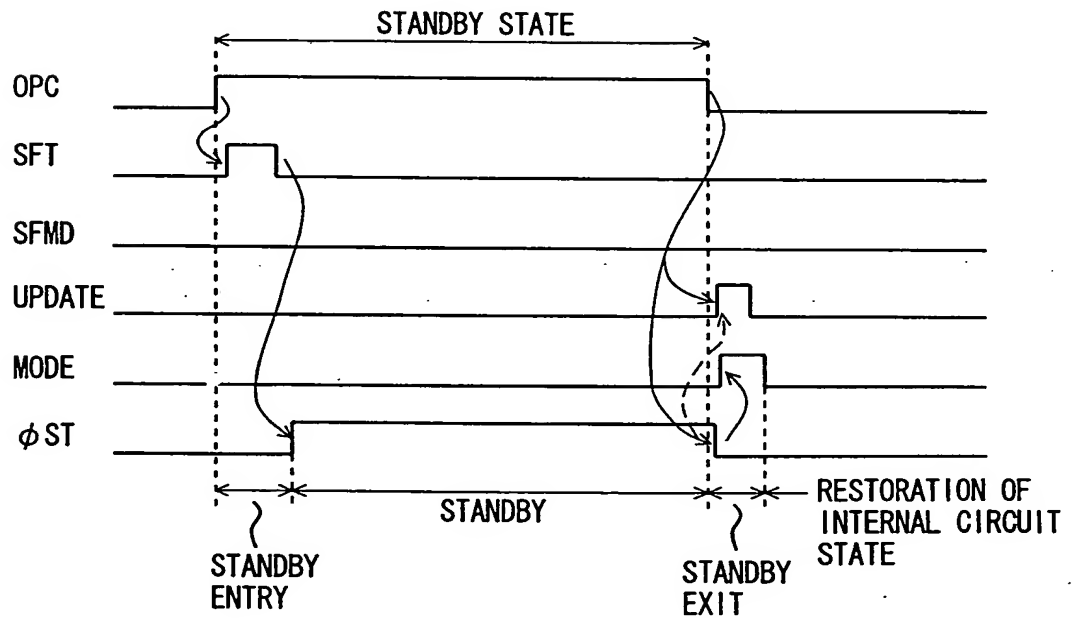 STANDBY STATE
OPC
SFT
SFMD
UPDATE
MODE
φST
STANDBY
RESTORATION OF
INTERNAL CIRCUIT
STATE
STANDBY
ENTRY
STANDBY
EXIT